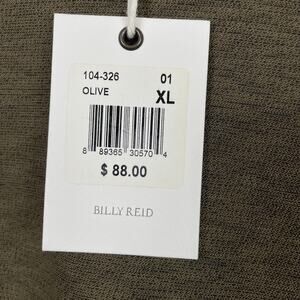 104-326 01
OLIVE XL
8 89365 30570 4
$ 88.00
BILLY REID